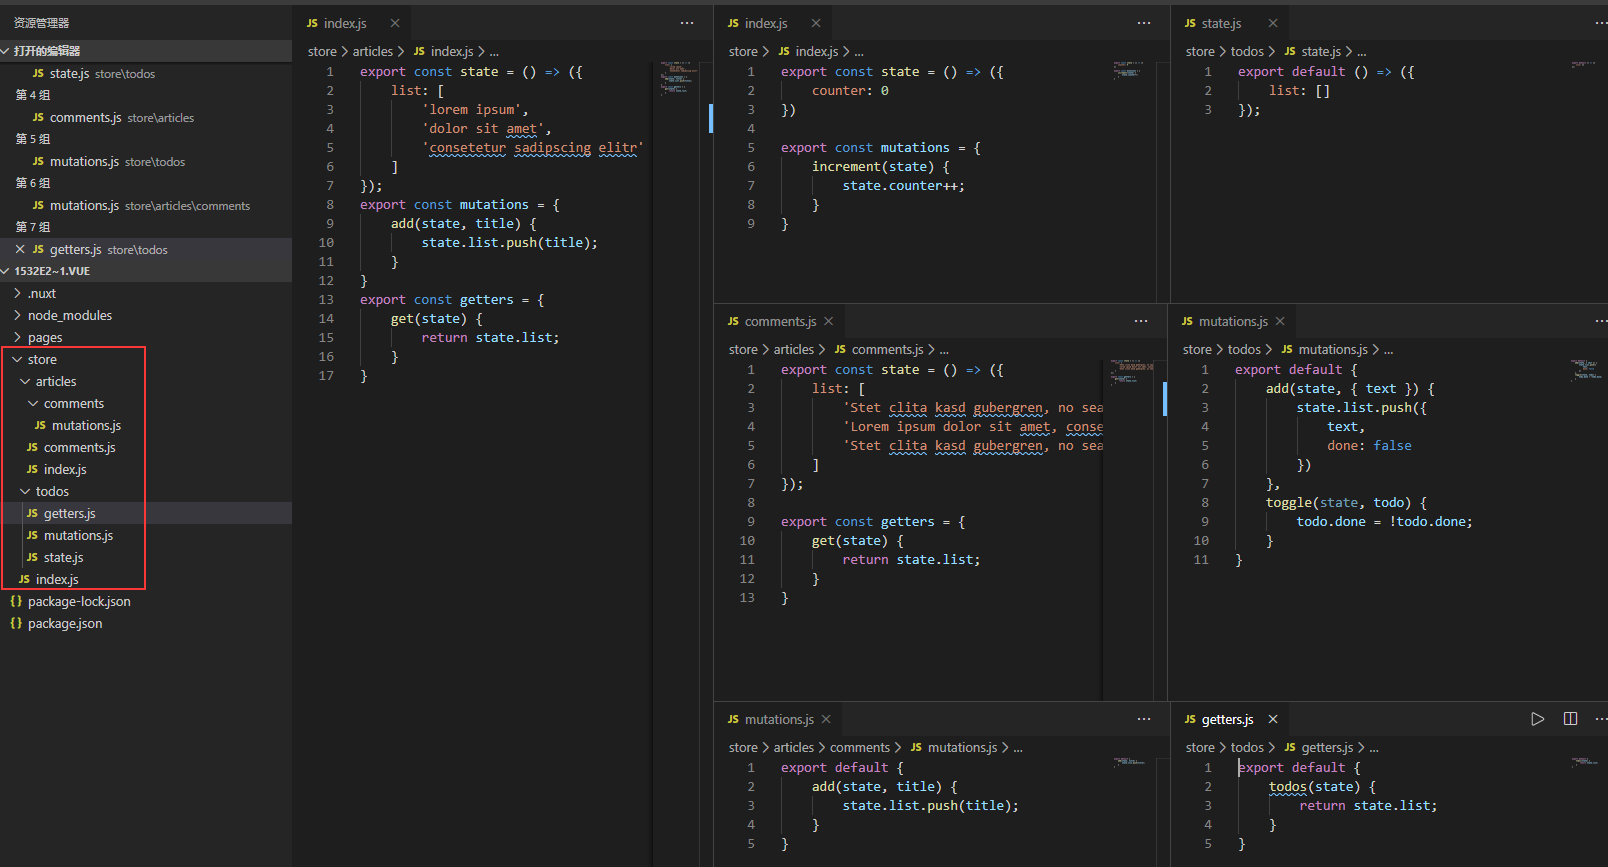 资源管理器
打开的编辑器
JS state.js store\todos
第 4 组
JS comments.js store\articles
第 5 组
JS mutations.js store\todos
第 6 组
JS mutations.js store\articles\comments
第 7 组
JS getters.js store\todos
1532E2~1.VUE
.nuxt
node_modules
pages
store
articles
comments
JS mutations.js
JS comments.js
JS index.js
todos
JS getters.js
JS mutations.js
JS state.js
JS index.js
{} package-lock.json
{} package.json
JS index.js
store > articles > JS index.js > ...
1 export const state = () => ({
2 list: [
3 'lorem ipsum',
4 'dolor sit amet',
5 'consetetur sadipscing elitr'
6 ]
7 });
8 export const mutations = {
9 add(state, title) {
10 state.list.push(title);
11 }
12 }
13 export const getters = {
14 get(state) {
15 return state.list;
16 }
17 }
JS index.js
store > JS index.js > ...
1 export const state = () => ({
2 counter: 0
3 })
4
5 export const mutations = {
6 increment(state) {
7 state.counter++;
8 }
9 }
JS state.js
store > todos > JS state.js > ...
1 export default () => ({
2 list: []
3 });
JS comments.js
store > articles > JS comments.js > ...
1 export const state = () => ({
2 list: [
3 'Stet clita kasd gubergren, no sea
4 'Lorem ipsum dolor sit amet, conse
5 'Stet clita kasd gubergren, no sea
6 ]
7 });
8
9 export const getters = {
10 get(state) {
11 return state.list;
12 }
13 }
JS mutations.js
store > todos > JS mutations.js > ...
1 export default {
2 add(state, { text }) {
3 state.list.push({
4 text,
5 done: false
6 })
7 },
8 toggle(state, todo) {
9 todo.done = !todo.done;
10 }
11 }
JS mutations.js
store > articles > comments > JS mutations.js > ...
1 export default {
2 add(state, title) {
3 state.list.push(title);
4 }
5 }
JS getters.js
store > todos > JS getters.js > ...
1 export default {
2 todos(state) {
3 return state.list;
4 }
5 }